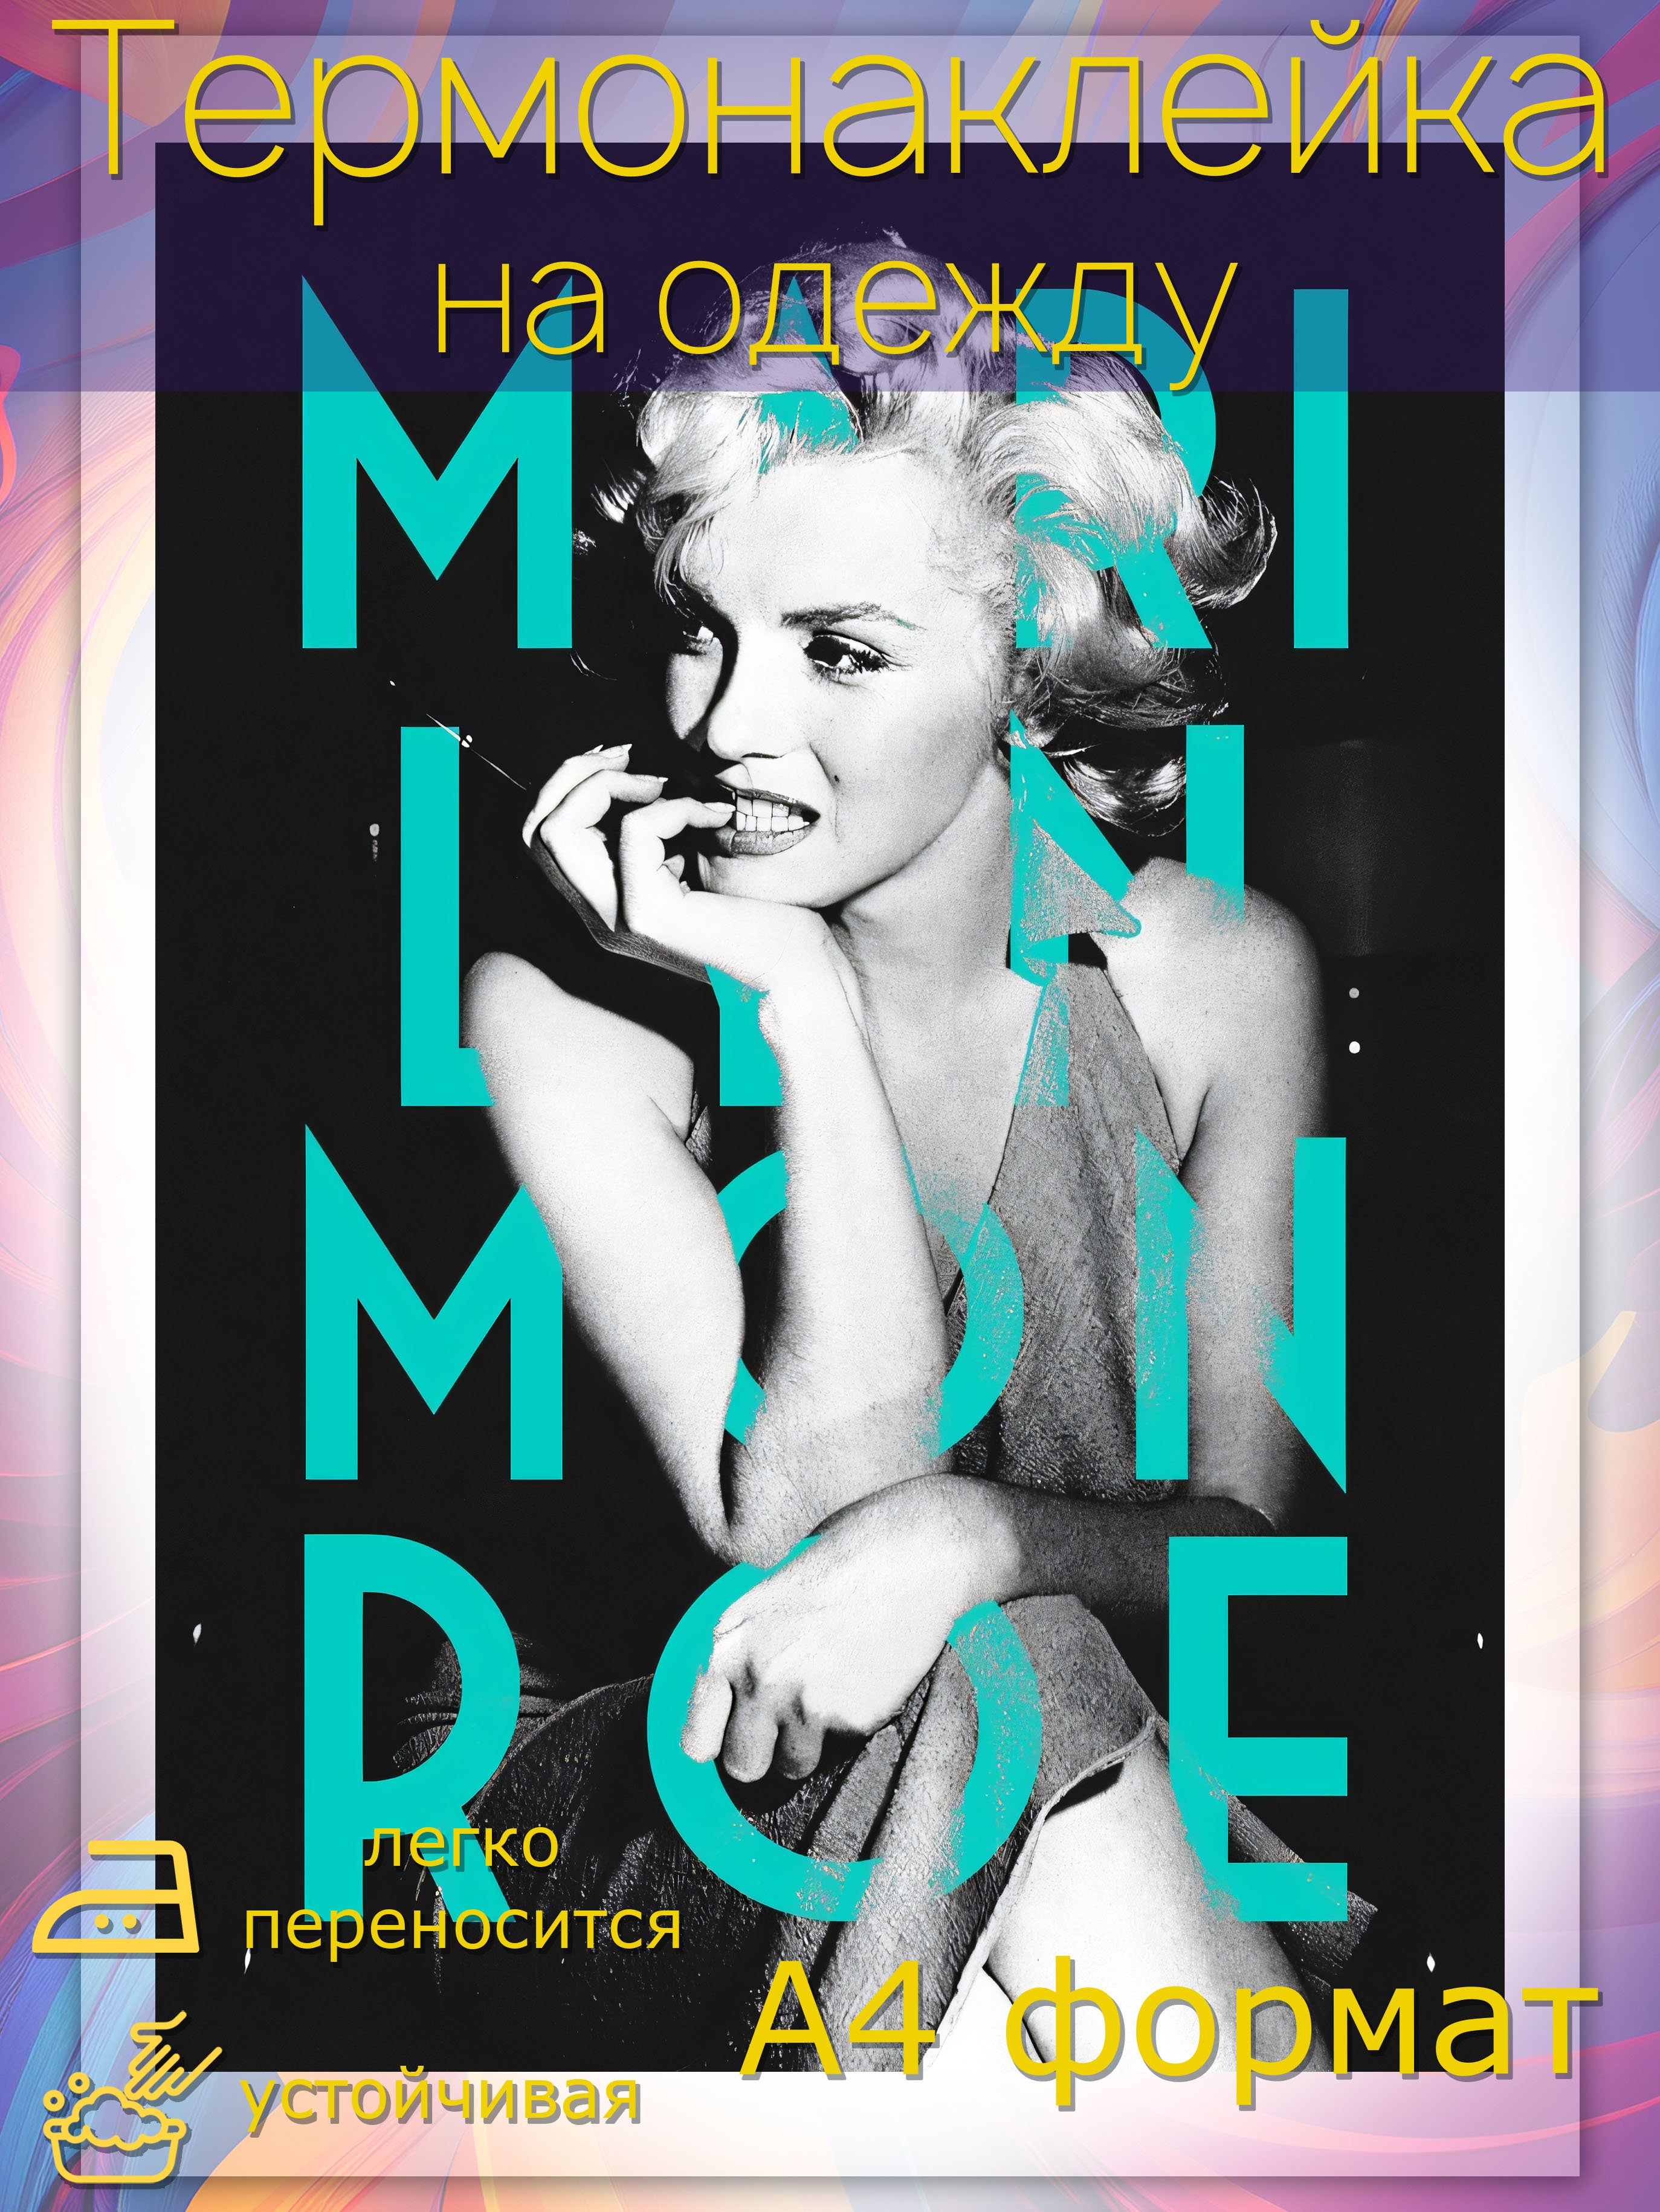 Термонаклейка
на одежду
MARI
LYN
MON
ROE
легко
переносится
А4 формат
устойчивая